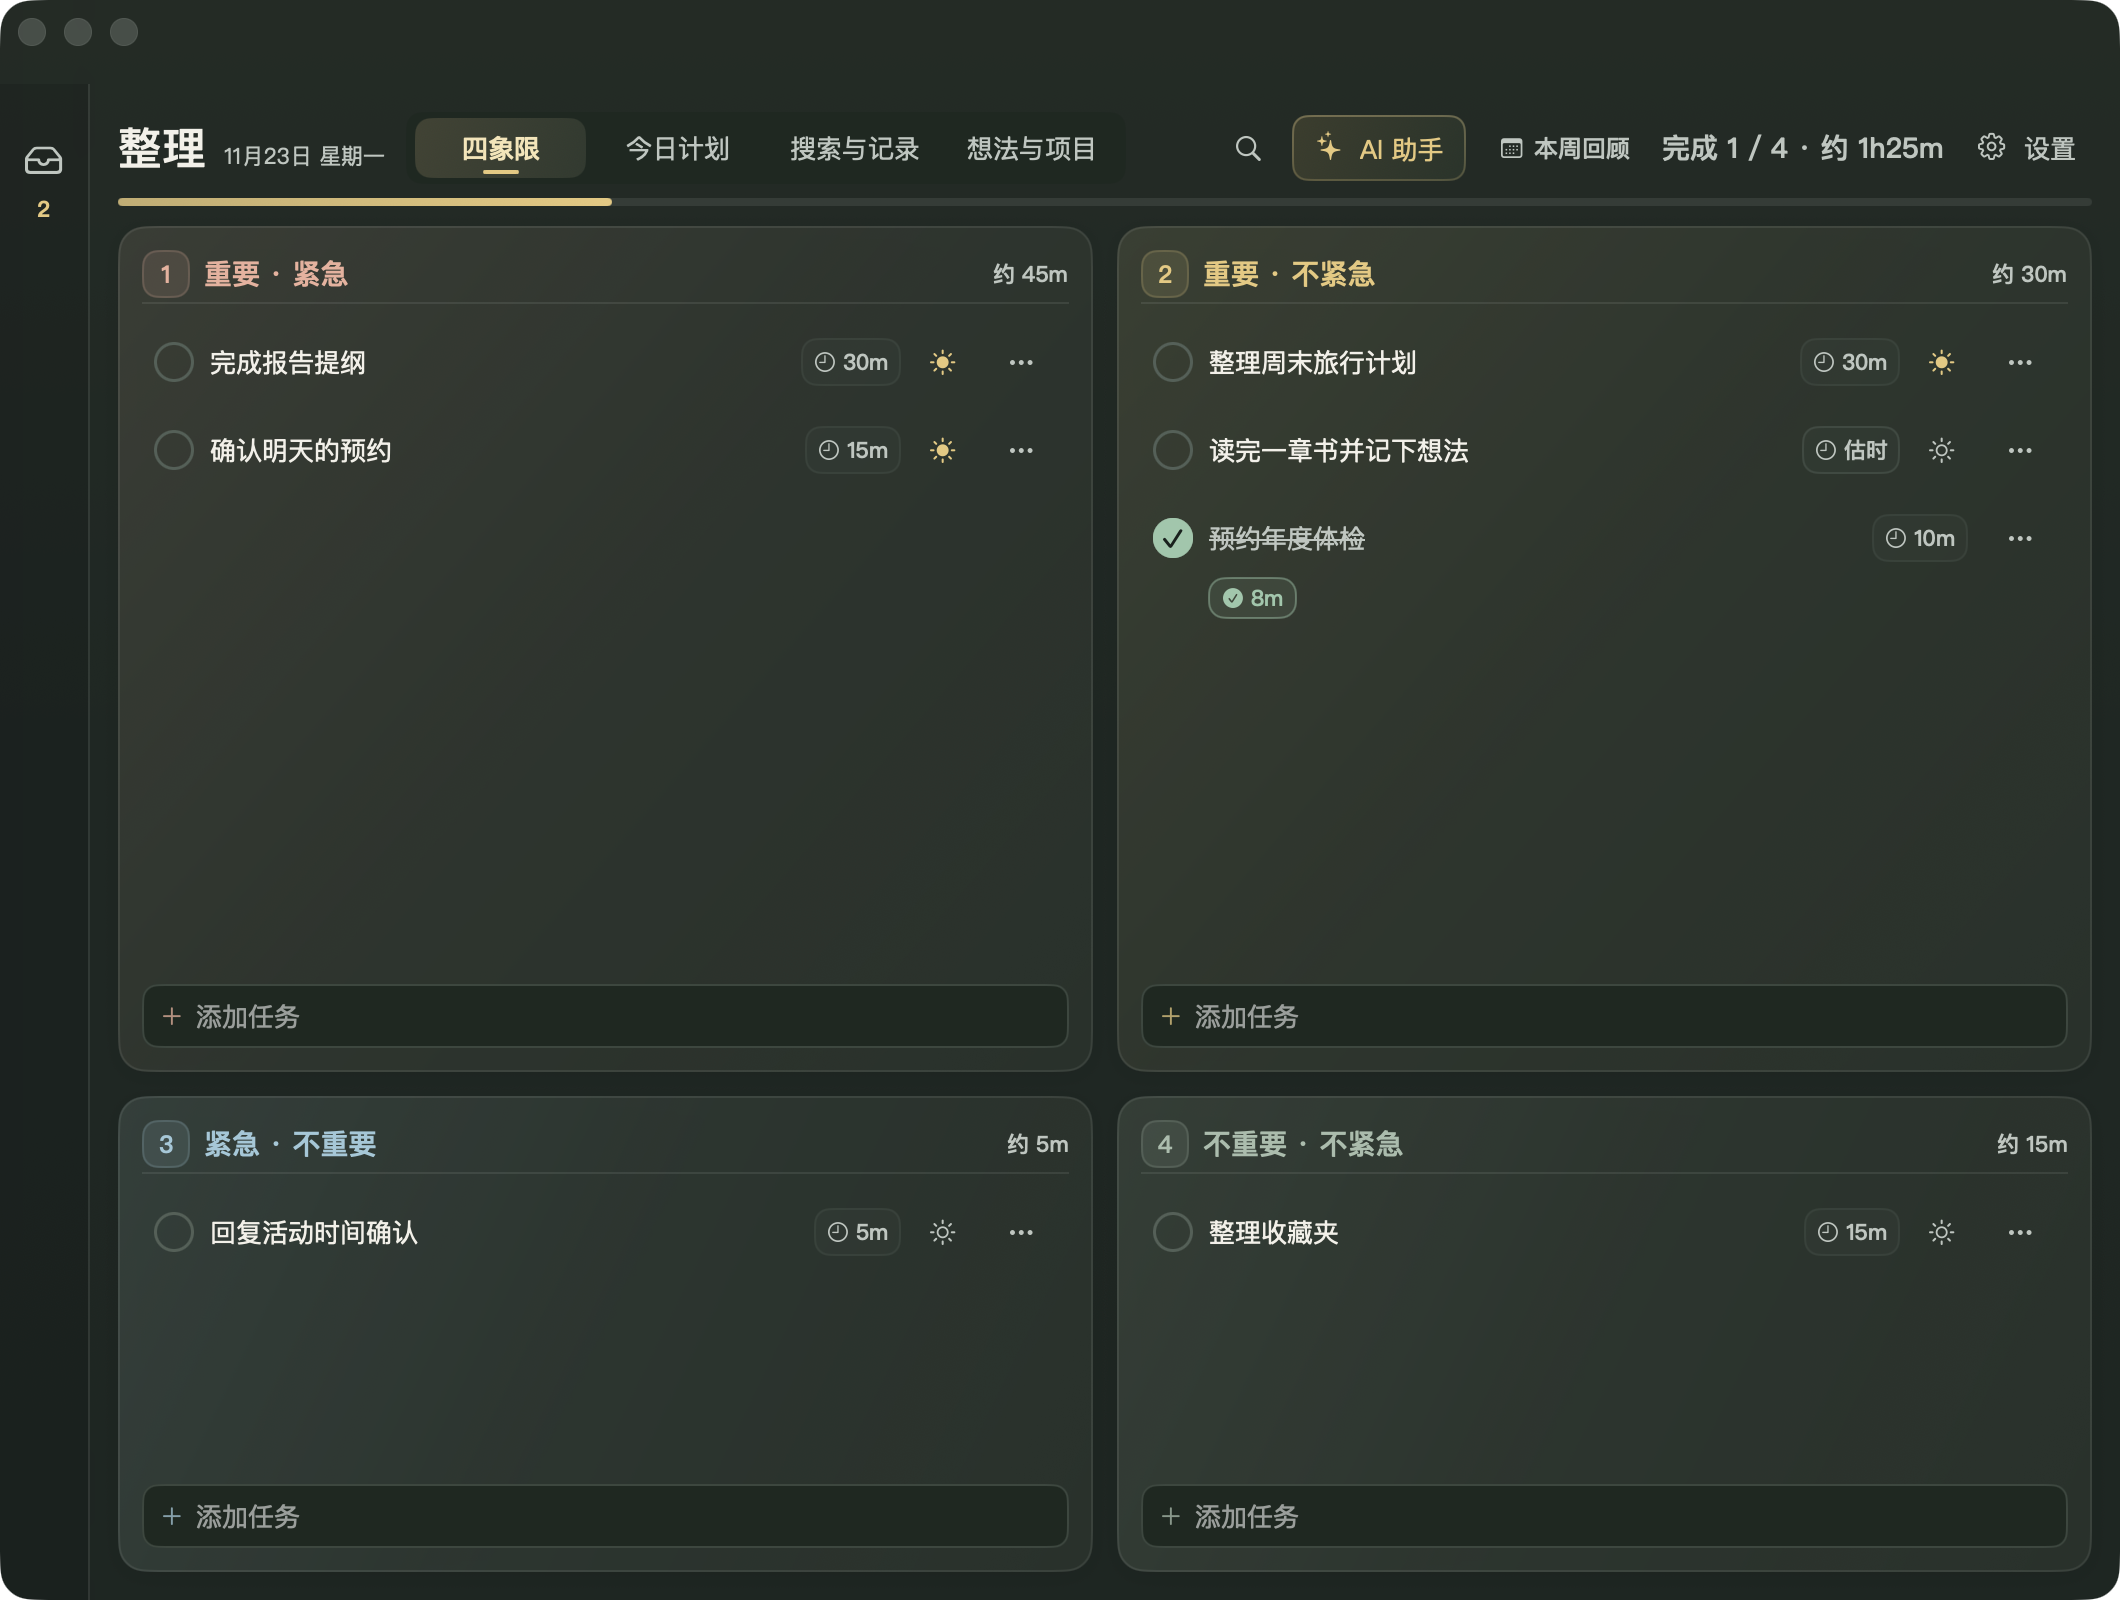 整理 11月23日 星期一 四象限 今日计划 搜索与记录 想法与项目 AI 助手 本周回顾 完成 1 / 4 · 约 1h25m 设置
2
1 重要 · 紧急 约 45m
完成报告提纲 30m
确认明天的预约 15m
+ 添加任务
2 重要 · 不紧急 约 30m
整理周末旅行计划 30m
读完一章书并记下想法 估时
预约年度体检 10m
8m
+ 添加任务
3 紧急 · 不重要 约 5m
回复活动时间确认 5m
+ 添加任务
4 不重要 · 不紧急 约 15m
整理收藏夹 15m
+ 添加任务